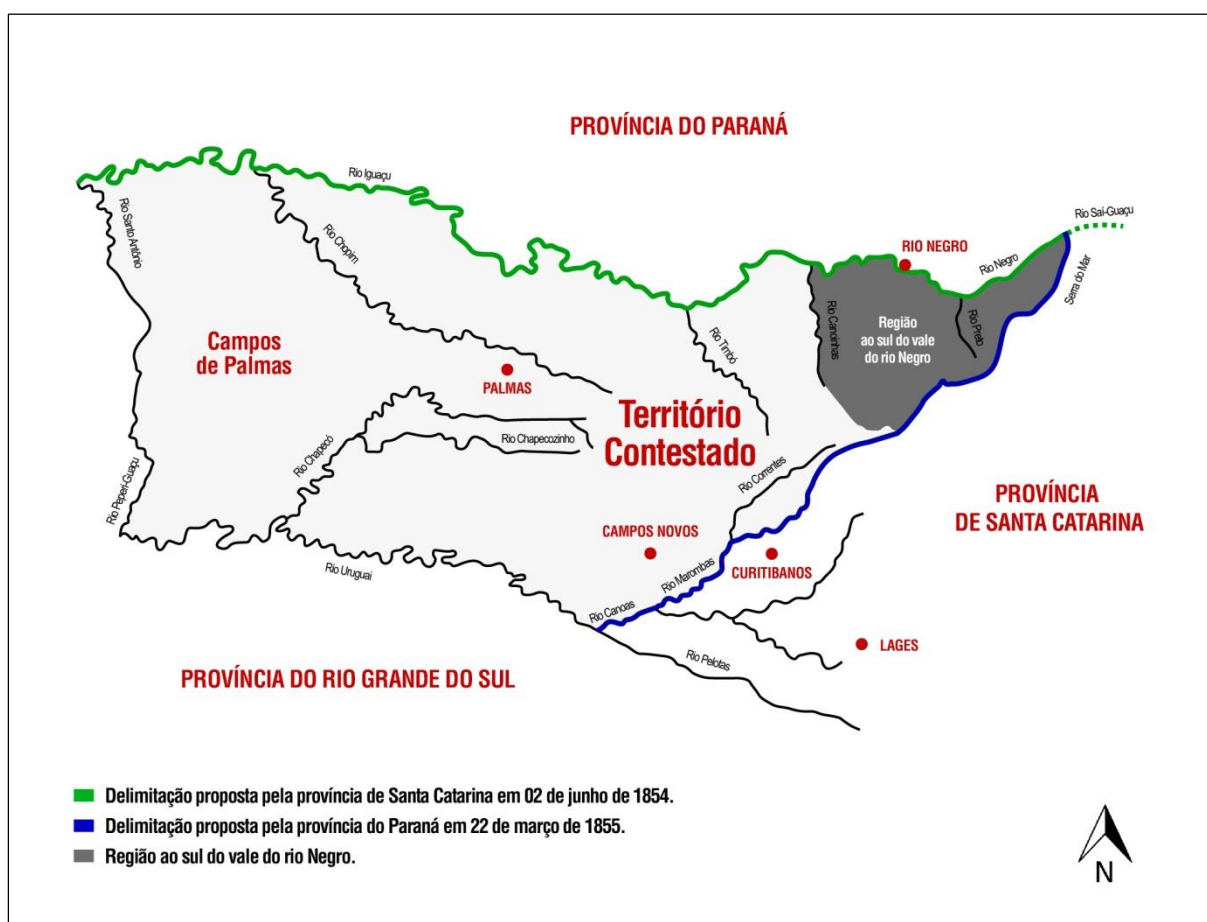 PROVÍNCIA DO PARANÁ
Rio Iguaçu
Rio Santo Antônio
Rio Chopim
Rio Saí-Guaçu
RIO NEGRO
Rio Negro
Serra do Mar
Rio Canoinhas
Rio Preto
Região
ao sul do vale
do rio Negro
Rio Timbó
Campos
de Palmas
PALMAS
Território
Contestado
Rio Chapecozinho
Rio Chapecó
Rio Correntes
Rio Peperi-Guaçu
PROVÍNCIA
DE SANTA CATARINA
CAMPOS NOVOS
CURITIBANOS
Rio Marombas
Rio Uruguai
Rio Canoas
LAGES
Rio Pelotas
PROVÍNCIA DO RIO GRANDE DO SUL
Delimitação proposta pela província de Santa Catarina em 02 de junho de 1854.
Delimitação proposta pela província do Paraná em 22 de março de 1855.
Região ao sul do vale do rio Negro.
N